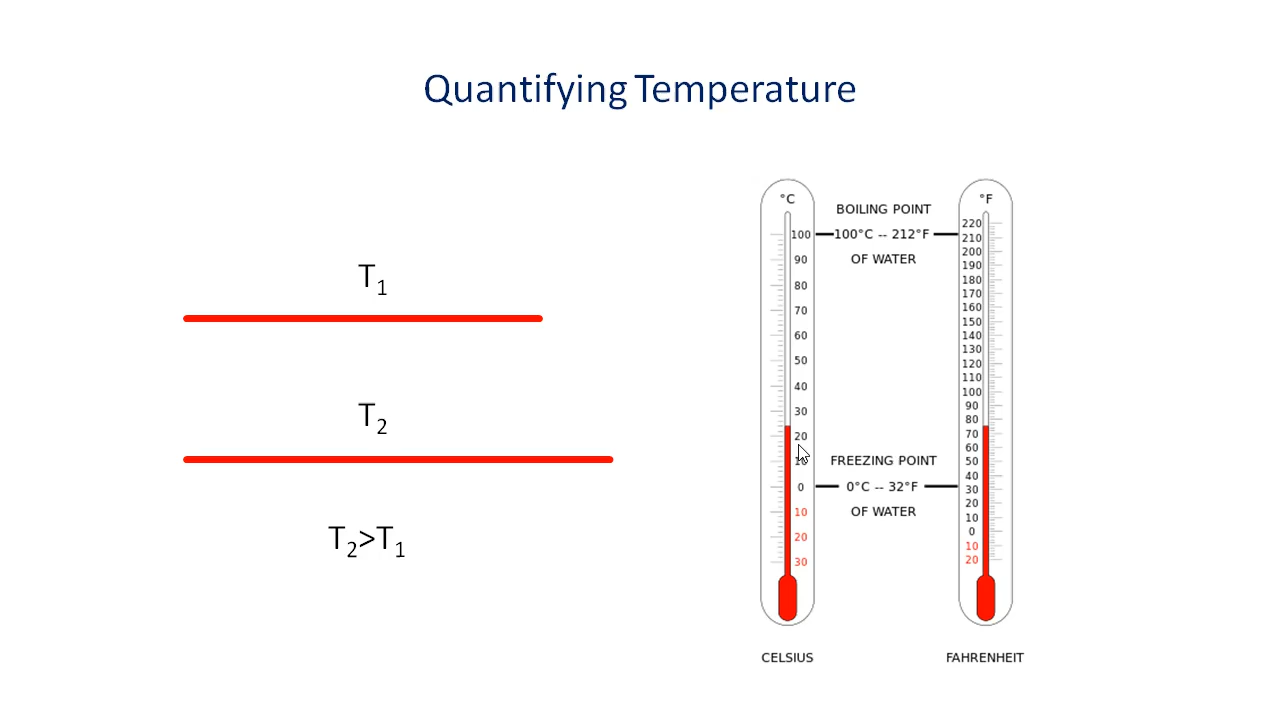 Quantifying Temperature
T1
T2
T2>T1
°C
100
90
80
70
60
50
40
30
20
10
0
10
20
30
CELSIUS
BOILING POINT
100°C -- 212°F
OF WATER
FREEZING POINT
0°C -- 32°F
OF WATER
°F
220
210
200
190
180
170
160
150
140
130
120
110
100
90
80
70
60
50
40
30
20
10
0
10
20
FAHRENHEIT